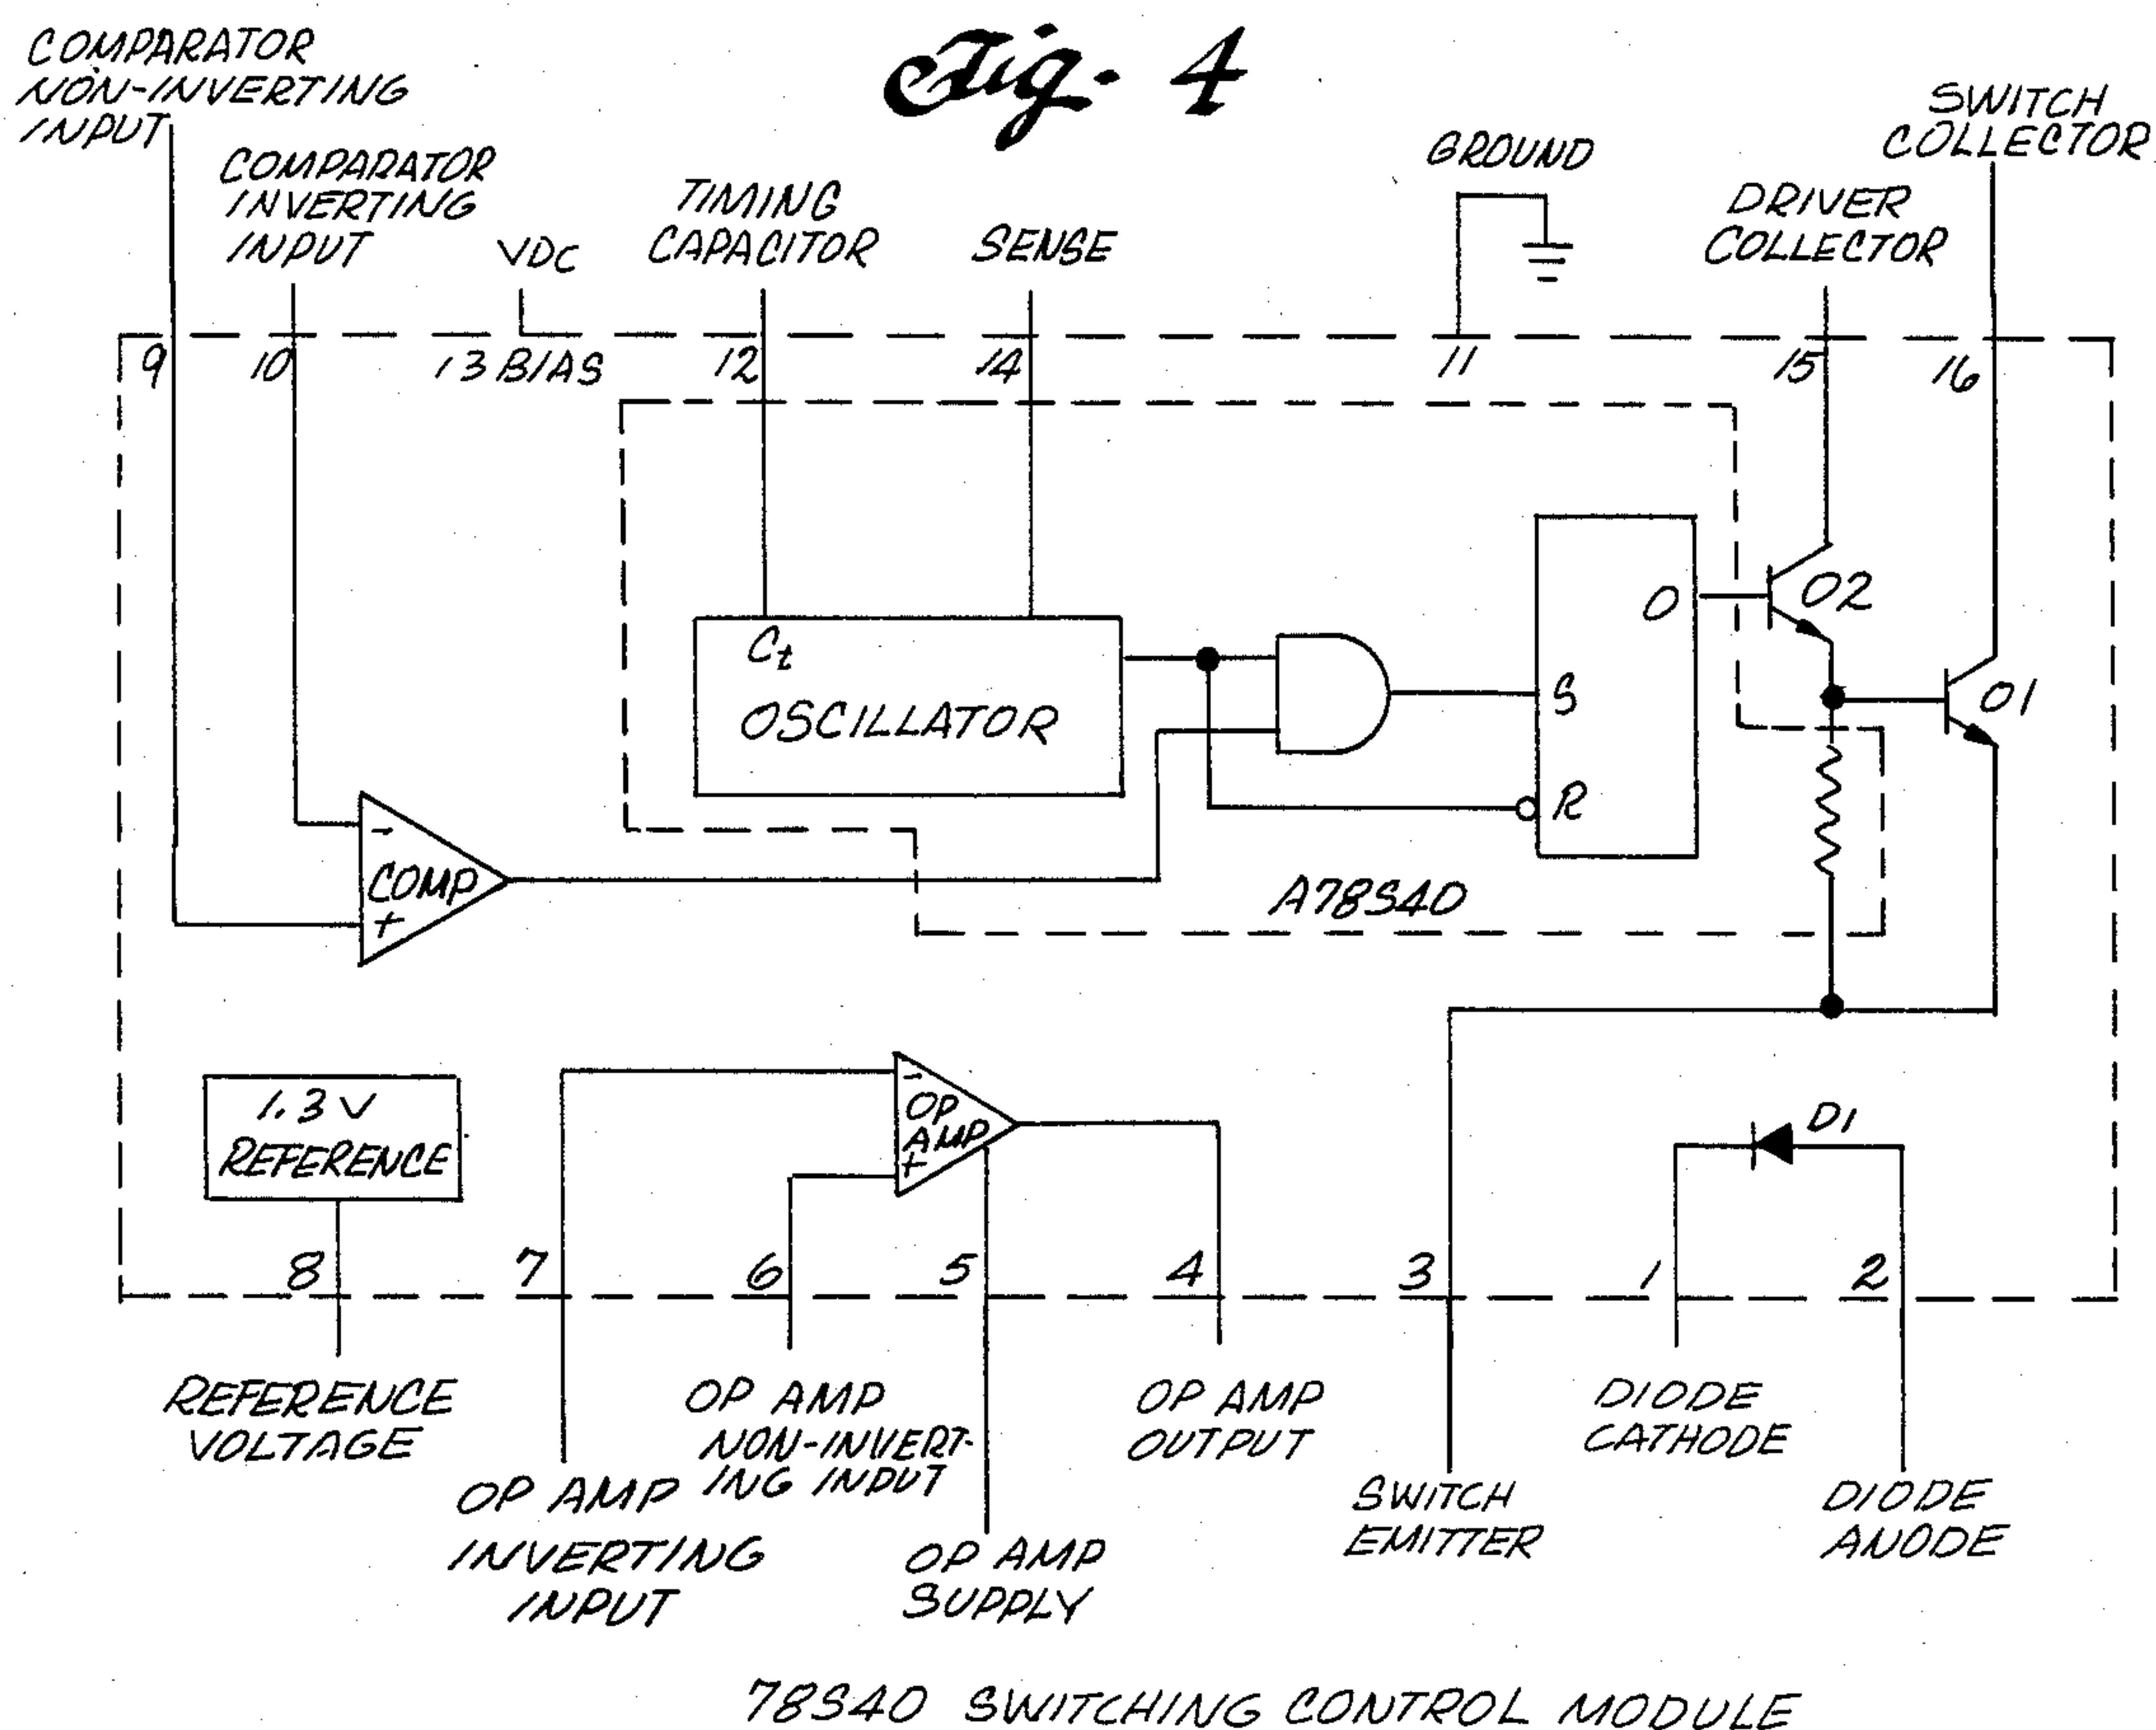 Fig. 4
COMPARATOR
NON-INVERTING
INPUT
COMPARATOR
INVERTING
INPUT
VDC
TIMING
CAPACITOR
SENSE
GROUND
DRIVER
COLLECTOR
SWITCH
COLLECTOR
9
10
13 BIAS
12
14
11
15
16
Ct
OSCILLATOR
O
S
R
O2
O1
-
COMP
+
A78S40
1.3 V
REFERENCE
-
OP
AMP
+
D1
8
7
6
5
4
3
1
2
REFERENCE
VOLTAGE
OP AMP
INVERTING
INPUT
OP AMP
NON-INVERT-
ING INPUT
OP AMP
SUPPLY
OP AMP
OUTPUT
SWITCH
EMITTER
DIODE
CATHODE
DIODE
ANODE
78S40 SWITCHING CONTROL MODULE